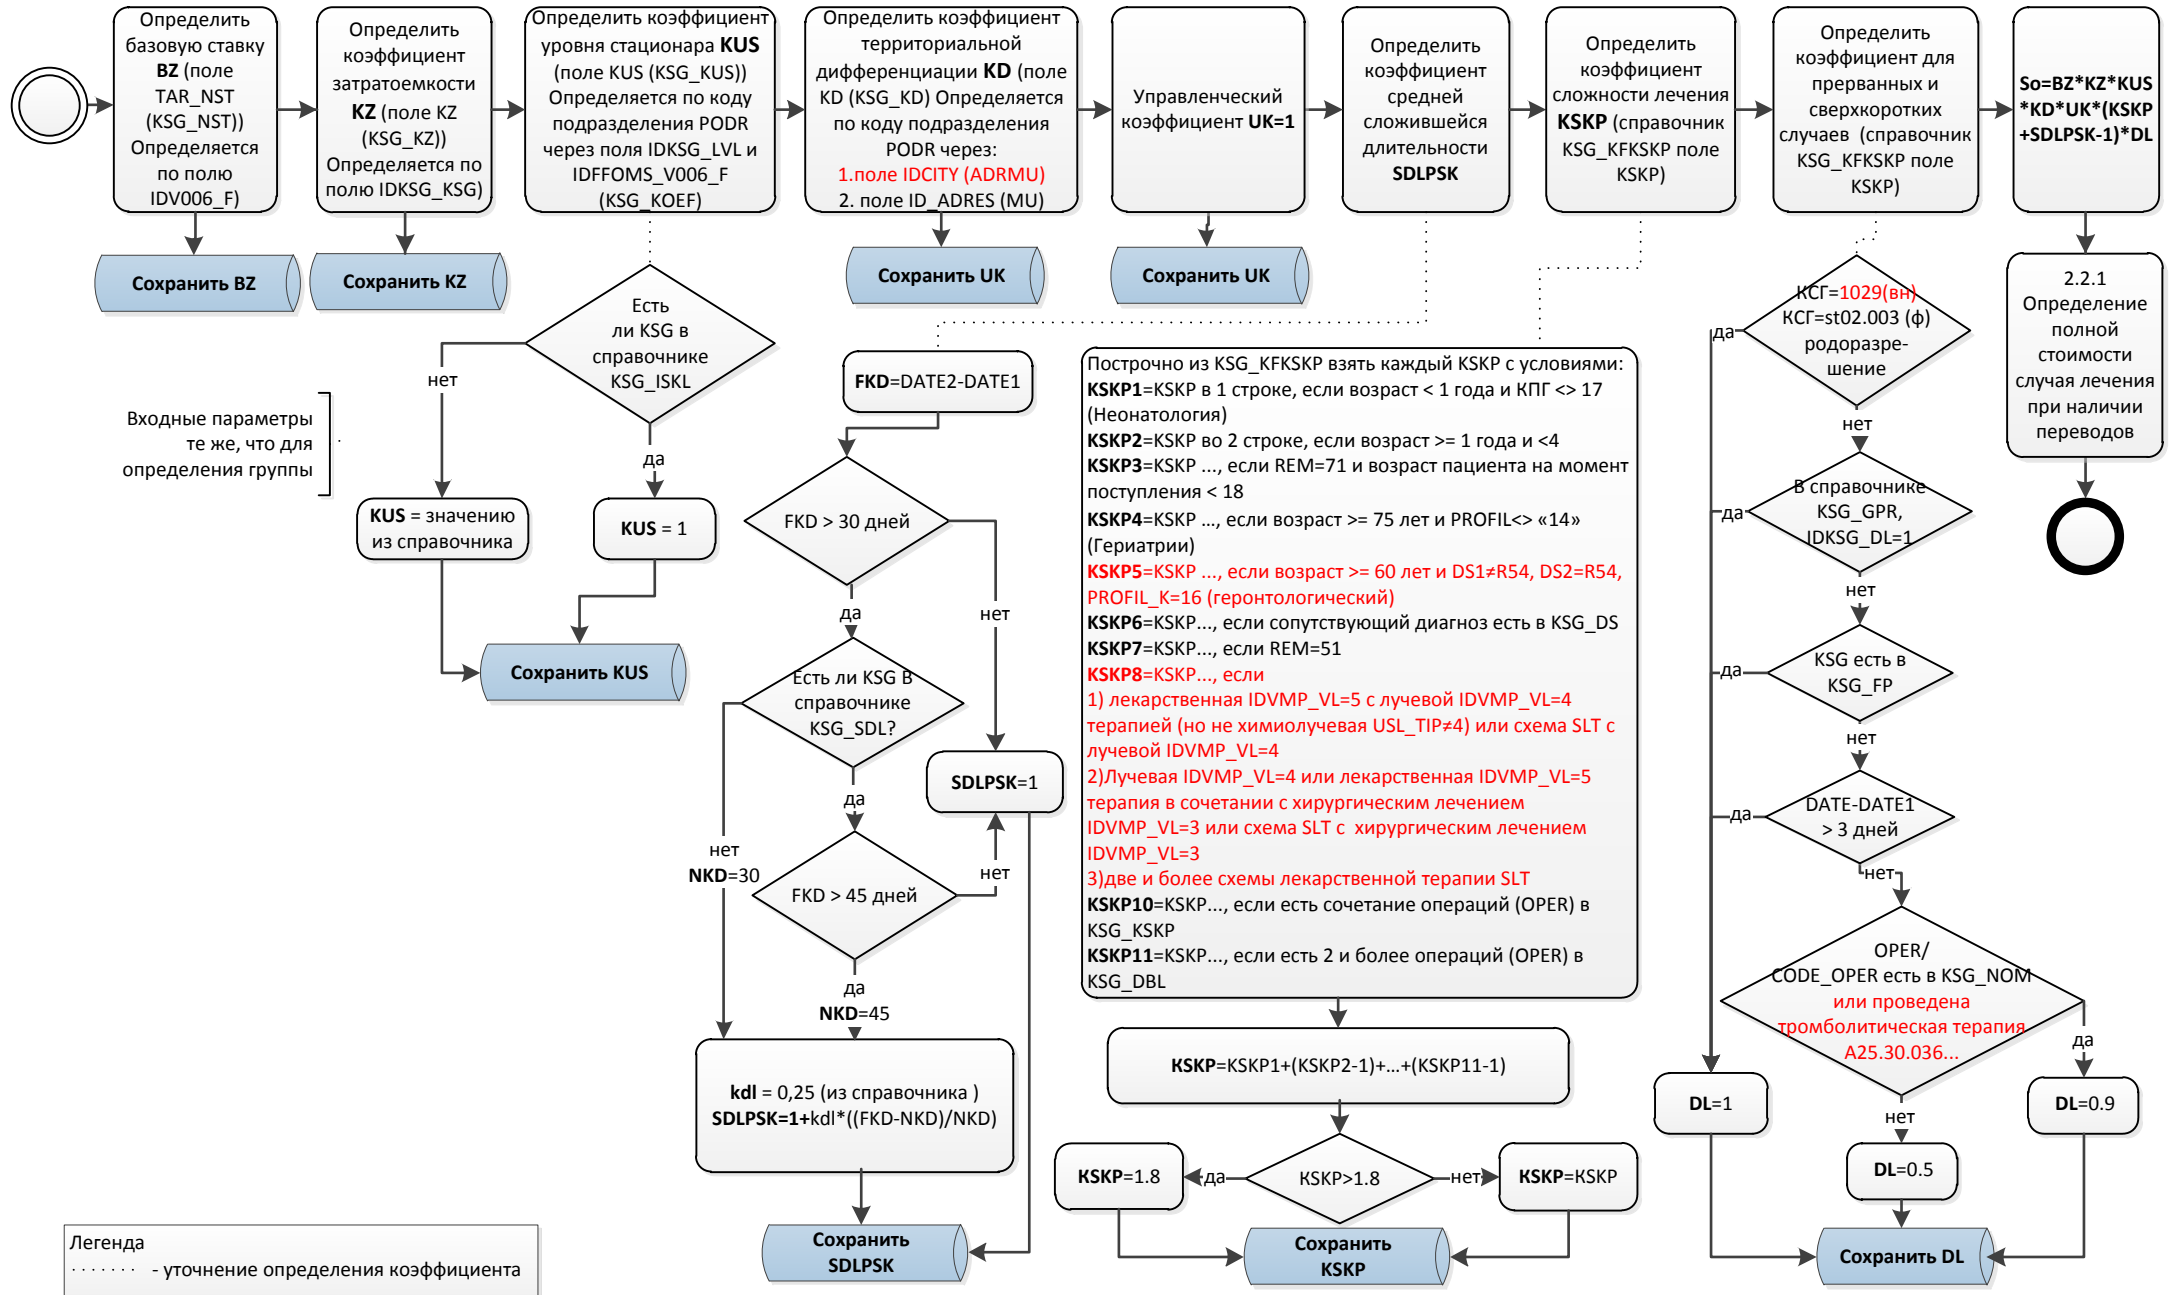 Определить
базовую ставку
BZ (поле
TAR_NST
(KSG_NST))
Определяется
по полю
IDV006_F)
Определить
коэффициент
затратоемкости
KZ (поле KZ
(KSG_KZ))
Определяется по
полю IDKSG_KSG)
Определить коэффициент
уровня стационара KUS
(поле KUS (KSG_KUS))
Определяется по коду
подразделения PODR
через поля IDKSG_LVL и
IDFFOMS_V006_F
(KSG_KOEF)
Определить коэффициент
территориальной
дифференциации KD (поле
KD (KSG_KD) Определяется
по коду подразделения
PODR через:
1.поле IDCITY (ADRMU)
2. поле ID_ADRES (MU)
Управленческий
коэффициент UK=1
Определить
коэффициент
средней
сложившейся
длительности
SDLPSK
Определить
коэффициент
сложности лечения
KSKP (справочник
KSG_KFKSKP поле
KSKP)
Определить
коэффициент для
прерванных и
сверхкоротких
случаев (справочник
KSG_KFKSKP поле
KSKP)
So=BZ*KZ*KUS
*KD*UK*(KSKP
+SDLPSK-1)*DL
Сохранить BZ
Сохранить KZ
Сохранить UK
Сохранить UK
Есть
ли KSG в
справочнике
KSG_ISKL
нет
да
Входные параметры
те же, что для
определения группы
KUS = значению
из справочника
KUS = 1
Сохранить KUS
FKD=DATE2-DATE1
FKD > 30 дней
да
нет
Есть ли KSG в
справочнике
KSG_SDL?
да
нет
NKD=30
SDLPSK=1
FKD > 45 дней
нет
да
NKD=45
kdl = 0,25 (из справочника )
SDLPSK=1+kdl*((FKD-NKD)/NKD)
Сохранить
SDLPSK
Построчно из KSG_KFKSKP взять каждый KSKP с условиями:
KSKP1=KSKP в 1 строке, если возраст < 1 года и КПГ <> 17
(Неонатология)
KSKP2=KSKP во 2 строке, если возраст >= 1 года и <4
KSKP3=KSKP ..., если REM=71 и возраст пациента на момент
поступления < 18
KSKP4=KSKP ..., если возраст >= 75 лет и PROFIL<> «14»
(Гериатрии)
KSKP5=KSKP ..., если возраст >= 60 лет и DS1≠R54, DS2=R54,
PROFIL_K=16 (геронтологический)
KSKP6=KSKP..., если сопутствующий диагноз есть в KSG_DS
KSKP7=KSKP..., если REM=51
KSKP8=KSKP..., если
1) лекарственная IDVMP_VL=5 с лучевой IDVMP_VL=4
терапией (но не химиолучевая USL_TIP≠4) или схема SLT с
лучевой IDVMP_VL=4
2)Лучевая IDVMP_VL=4 или лекарственная IDVMP_VL=5
терапия в сочетании с хирургическим лечением
IDVMP_VL=3 или схема SLT с хирургическим лечением
IDVMP_VL=3
3)две и более схемы лекарственной терапии SLT
KSKP10=KSKP..., если есть сочетание операций (OPER) в
KSG_KSKP
KSKP11=KSKP..., если есть 2 и более операций (OPER) в
KSG_DBL
KSKP=KSKP1+(KSKP2-1)+...+(KSKP11-1)
KSKP>1.8
да
нет
KSKP=1.8
KSKP=KSKP
Сохранить
KSKP
КСГ=1029(вн)
КСГ=st02.003 (ф)
родоразре-
шение
да
нет
В справочнике
KSG_GPR,
IDKSG_DL=1
да
нет
KSG есть в
KSG_FP
да
нет
DATE-DATE1
> 3 дней
да
нет
OPER/
CODE_OPER есть в KSG_NOM
или проведена
тромболитическая терапия
A25.30.036...
да
нет
DL=1
DL=0.5
DL=0.9
Сохранить DL
2.2.1
Определение
полной
стоимости
случая лечения
при наличии
переводов
Легенда
....... - уточнение определения коэффициента